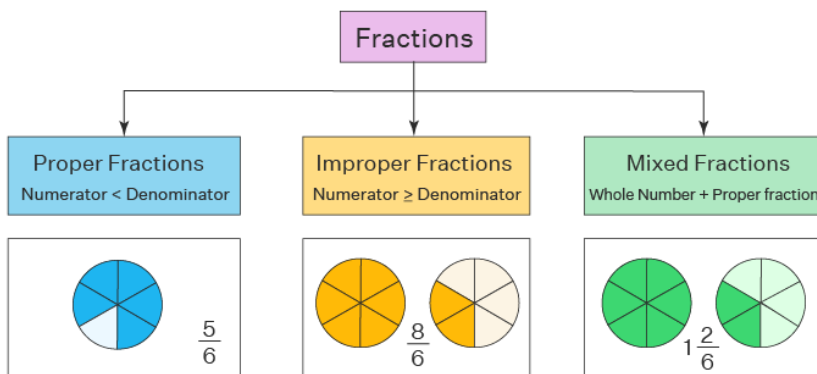 Fractions
Proper Fractions
Numerator < Denominator
Improper Fractions
Numerator ≥ Denominator
Mixed Fractions
Whole Number + Proper fraction
5/6
8/6
1 2/6